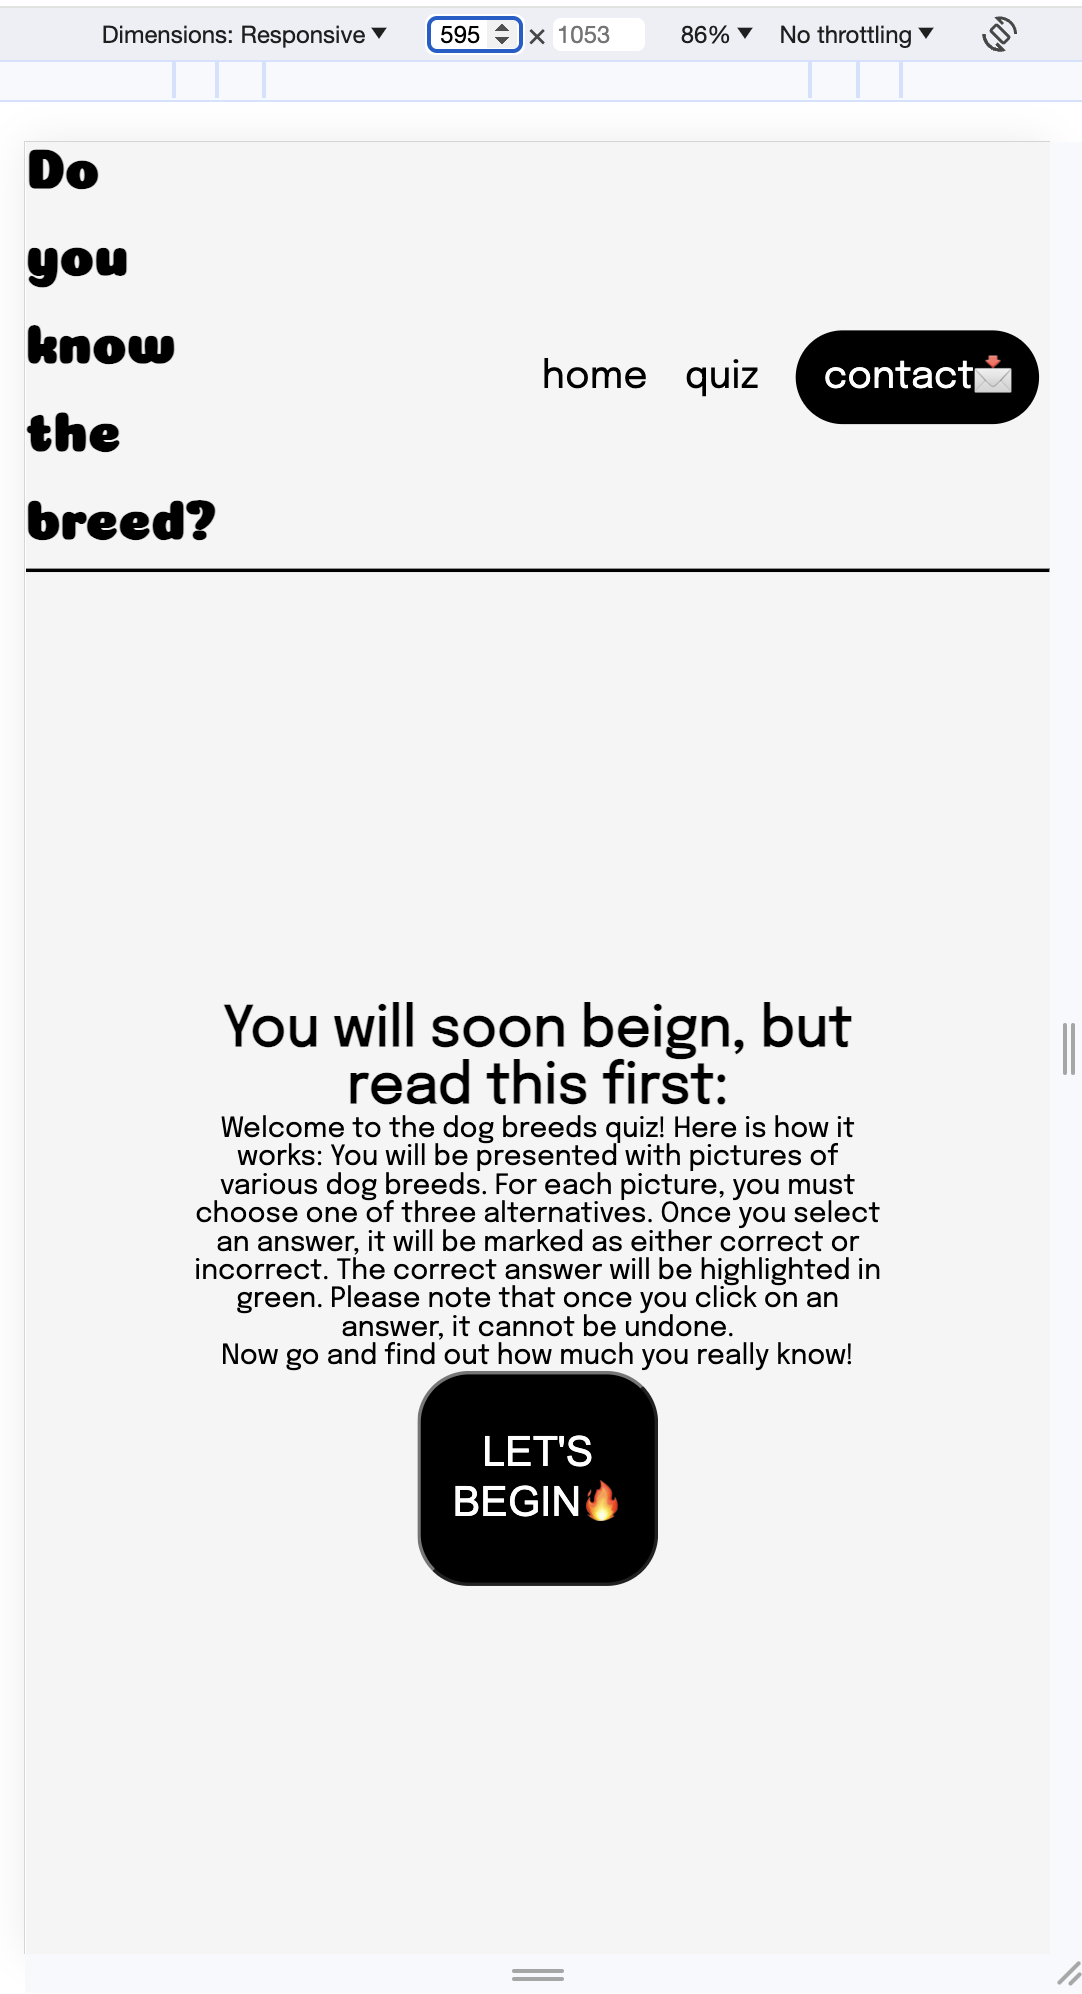 Dimensions: Responsive ▼ 595 × 1053 86% ▼ No throttling ▼
Do
you
know
the
breed?
home quiz contact📩
You will soon beign, but
read this first:
Welcome to the dog breeds quiz! Here is how it
works: You will be presented with pictures of
various dog breeds. For each picture, you must
choose one of three alternatives. Once you select
an answer, it will be marked as either correct or
incorrect. The correct answer will be highlighted in
green. Please note that once you click on an
answer, it cannot be undone.
Now go and find out how much you really know!
LET'S
BEGIN🔥